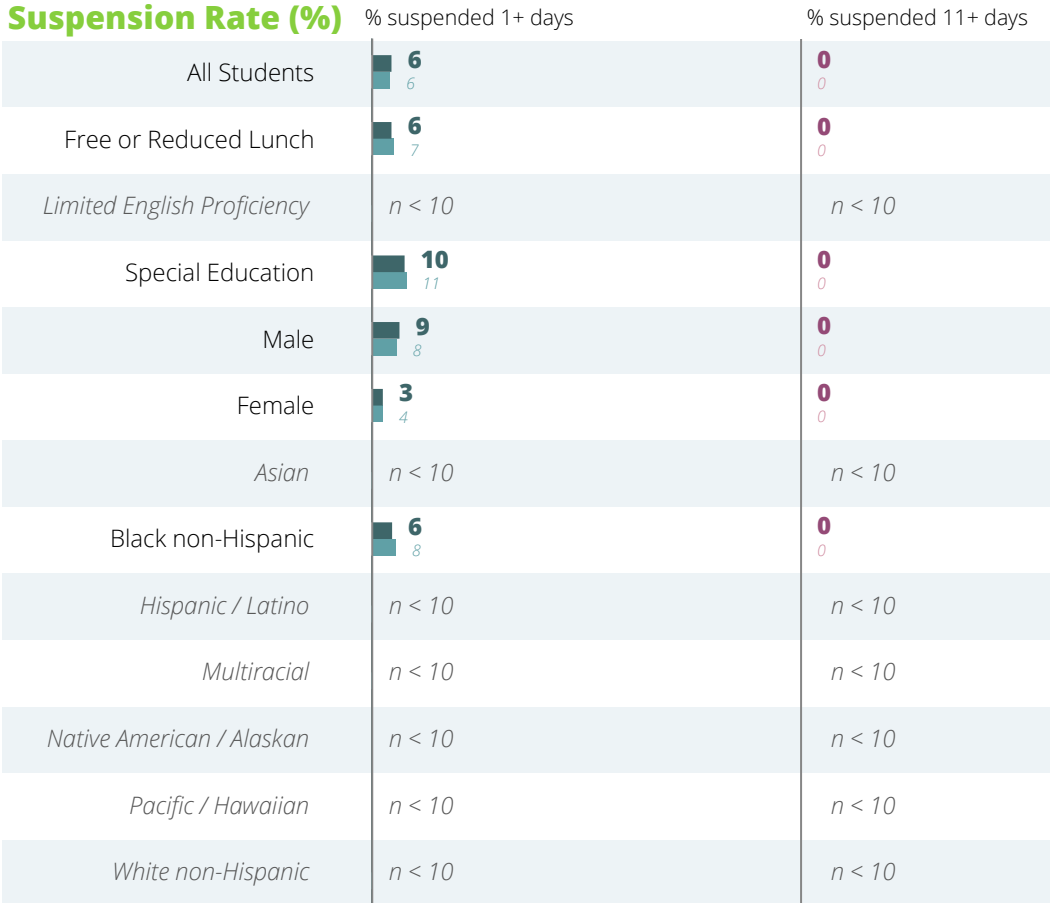 Suspension Rate (%) % suspended 1+ days % suspended 11+ days
All Students 6 0
6 0
Free or Reduced Lunch 6 0
7 0
Limited English Proficiency n < 10 n < 10
Special Education 10 0
11 0
Male 9 0
8 0
Female 3 0
4 0
Asian n < 10 n < 10
Black non-Hispanic 6 0
8 0
Hispanic / Latino n < 10 n < 10
Multiracial n < 10 n < 10
Native American / Alaskan n < 10 n < 10
Pacific / Hawaiian n < 10 n < 10
White non-Hispanic n < 10 n < 10